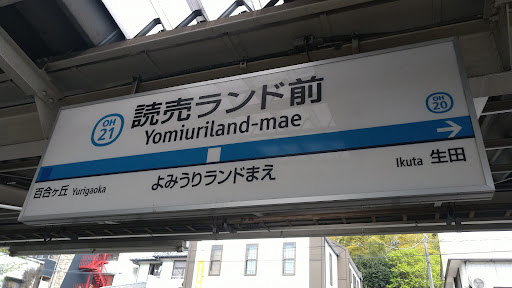 OH
21
読売ランド前
Yomiuriland-mae
OH
20
百合ヶ丘 Yurigaoka
よみうりランドまえ
Ikuta 生田